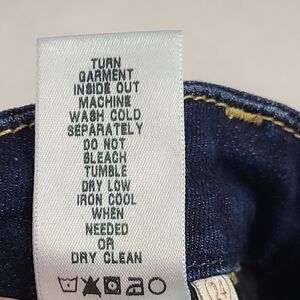 TURN
GARMENT
INSIDE OUT
MACHINE
WASH COLD
SEPARATELY
DO NOT
BLEACH
TUMBLE
DRY LOW
IRON COOL
WHEN
NEEDED
OR
DRY CLEAN